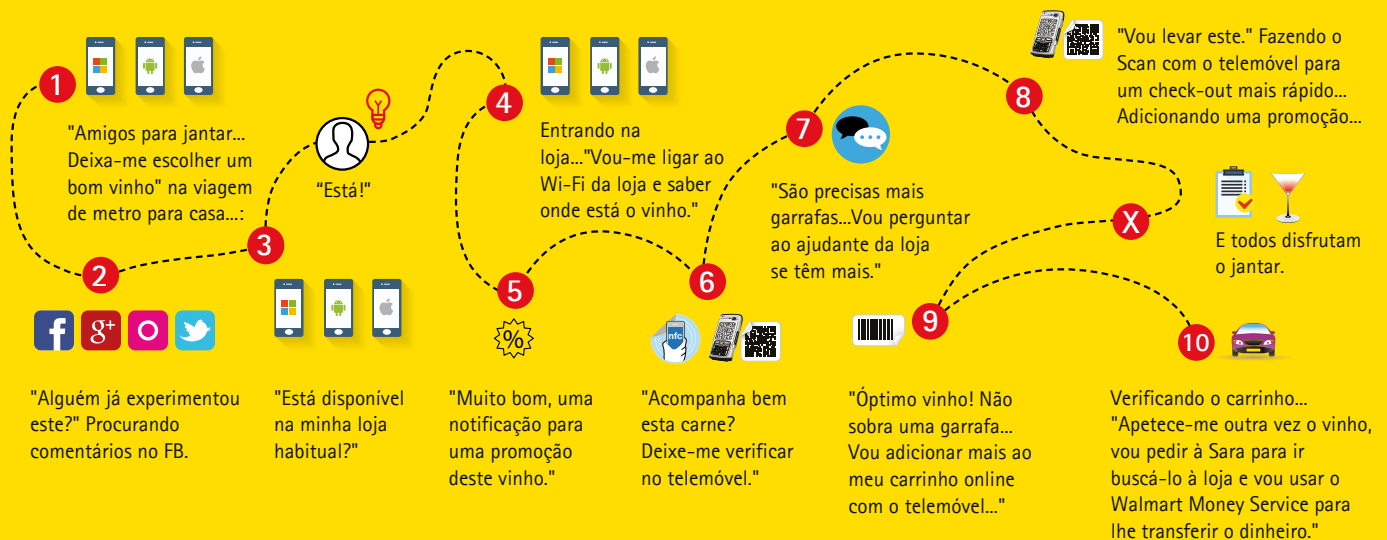 1
"Amigos para jantar...
Deixa-me escolher um
bom vinho" na viagem
de metro para casa...:
2
f
g+
"Alguém já experimentou
este?" Procurando
comentários no FB.
3
"Está disponível
na minha loja
habitual?"
"Está!"
4
Entrando na
loja..."Vou-me ligar ao
Wi-Fi da loja e saber
onde está o vinho."
5
%
"Muito bom, uma
notificação para
uma promoção
deste vinho."
6
nfc
"Acompanha bem
esta carne?
Deixe-me verificar
no telemóvel."
7
"São precisas mais
garrafas...Vou perguntar
ao ajudante da loja
se têm mais."
8
"Vou levar este." Fazendo o
Scan com o telemóvel para
um check-out mais rápido...
Adicionando uma promoção...
X
E todos disfrutam
o jantar.
9
"Óptimo vinho! Não
sobra uma garrafa...
Vou adicionar mais ao
meu carrinho online
com o telemóvel..."
10
Verificando o carrinho...
"Apetece-me outra vez o vinho,
vou pedir à Sara para ir
buscá-lo à loja e vou usar o
Walmart Money Service para
lhe transferir o dinheiro."